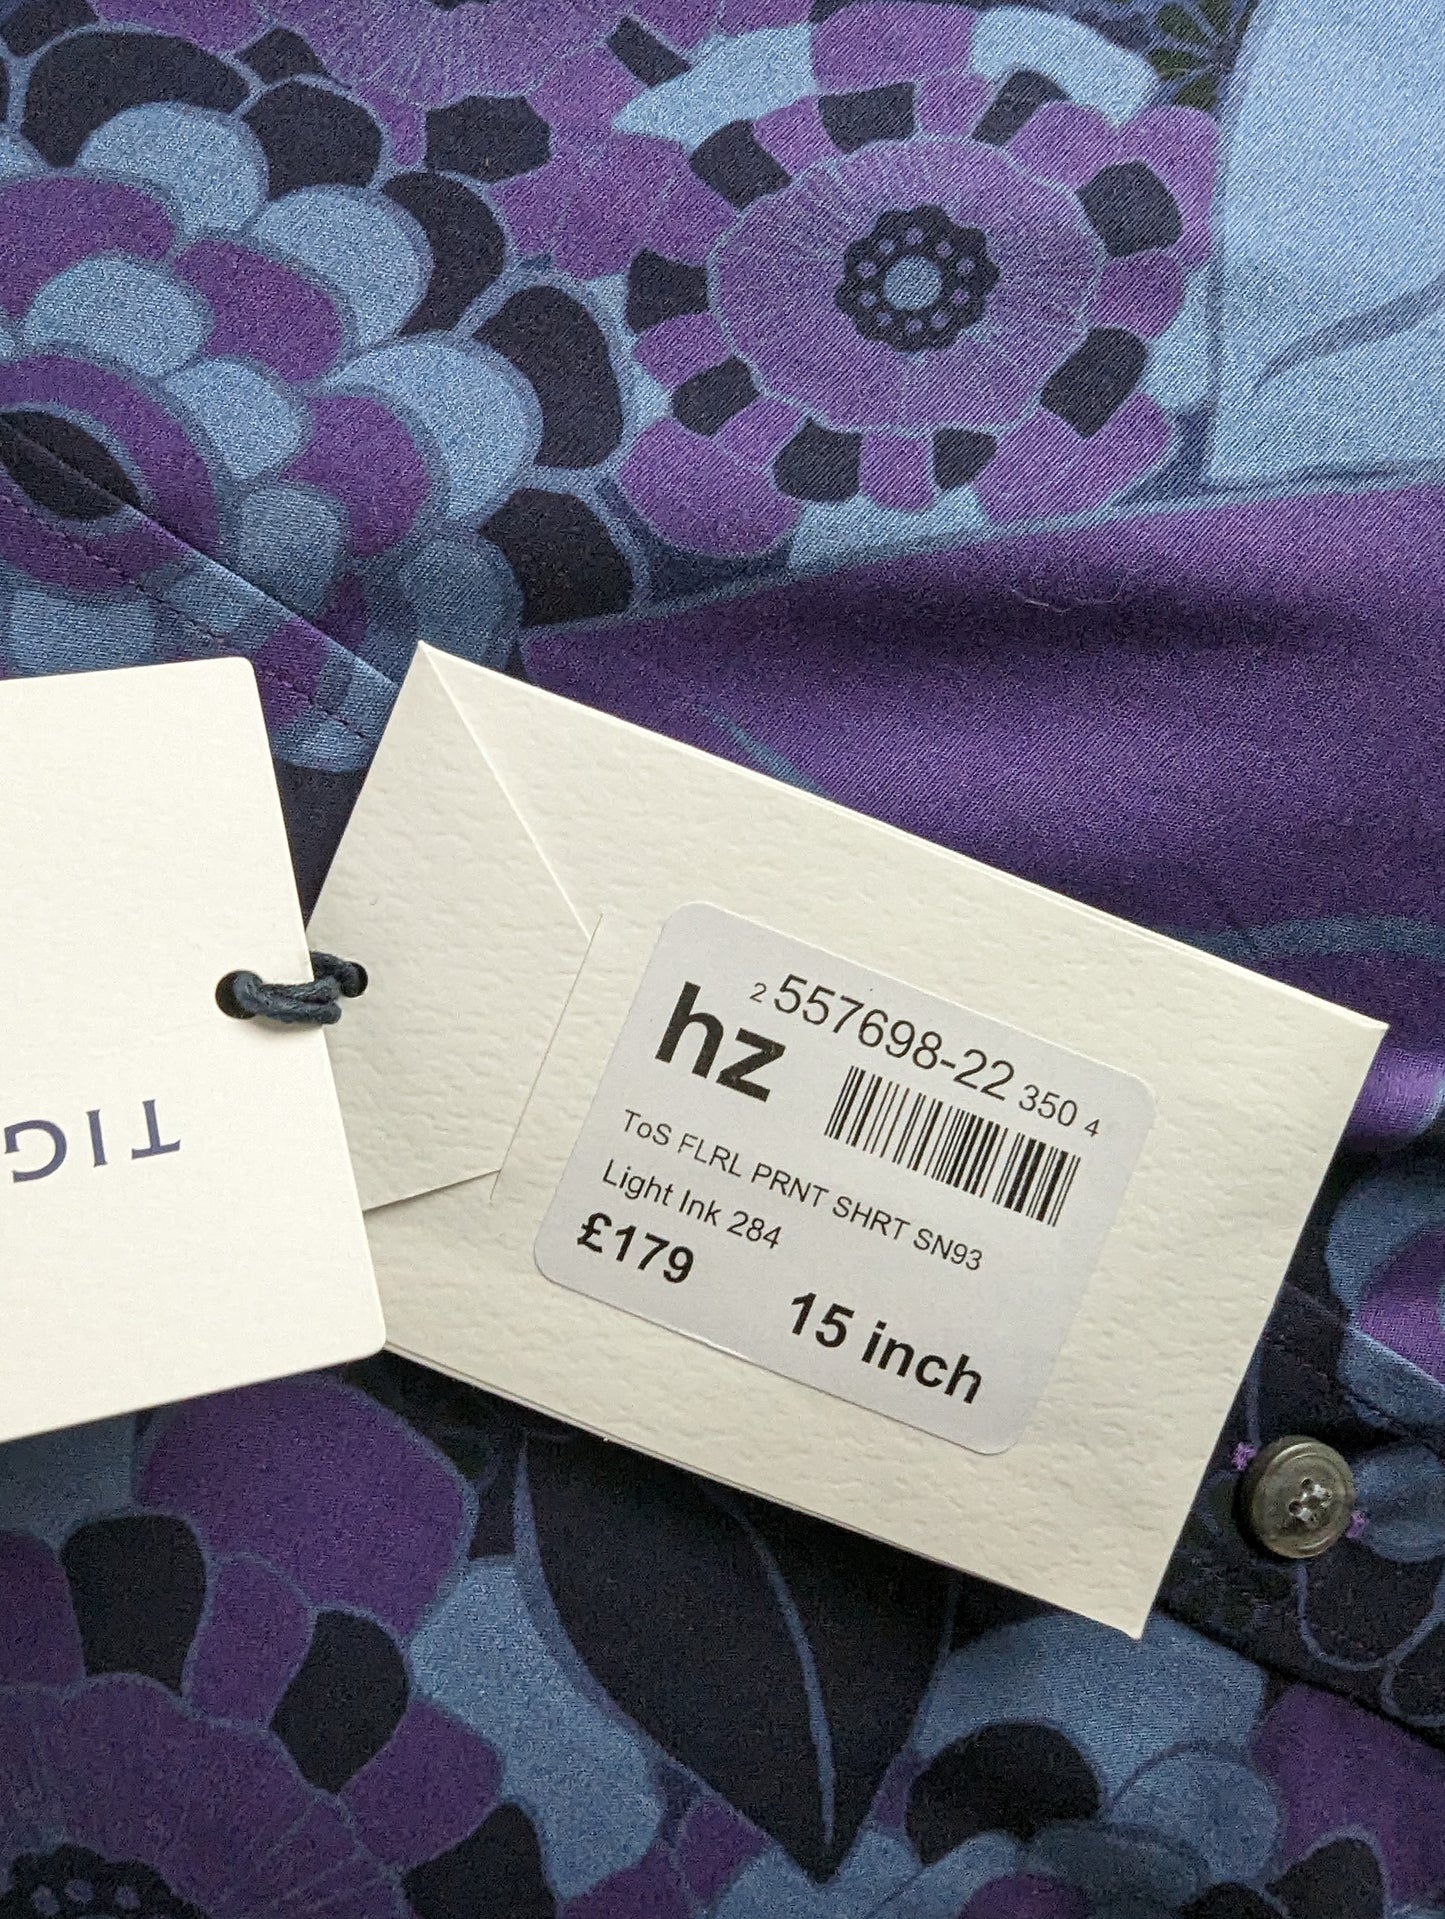 TIG
hz
2 557698-22 350 4
ToS FLRL PRNT SHRT SN93
Light Ink 284
£179
15 inch